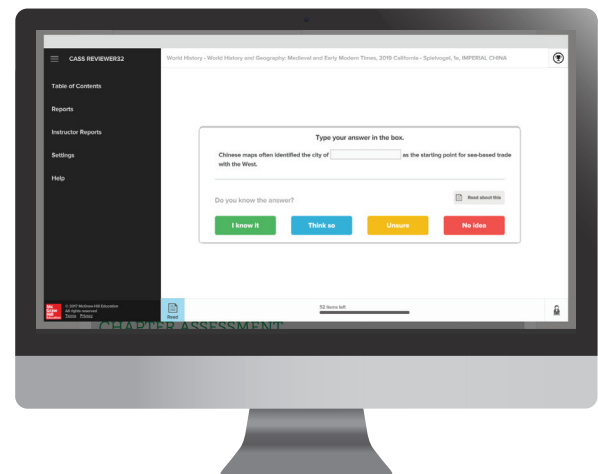 CASS REVIEWER32
World History - World History and Geography: Medieval and Early Modern Times, 2019 California - Spielvogel, 1e, IMPERIAL CHINA
Table of Contents
Reports
Instructor Reports
Settings
Help
Type your answer in the box.
Chinese maps often identified the city of as the starting point for sea-based trade
with the West.
Do you know the answer?
Read about this
I know it
Think so
Unsure
No idea
Mc
Graw
Hill
Education
© 2017 McGraw-Hill Education
All rights reserved
Terms Privacy
Read
52 Items left
CHAPTER ASSESSMENT